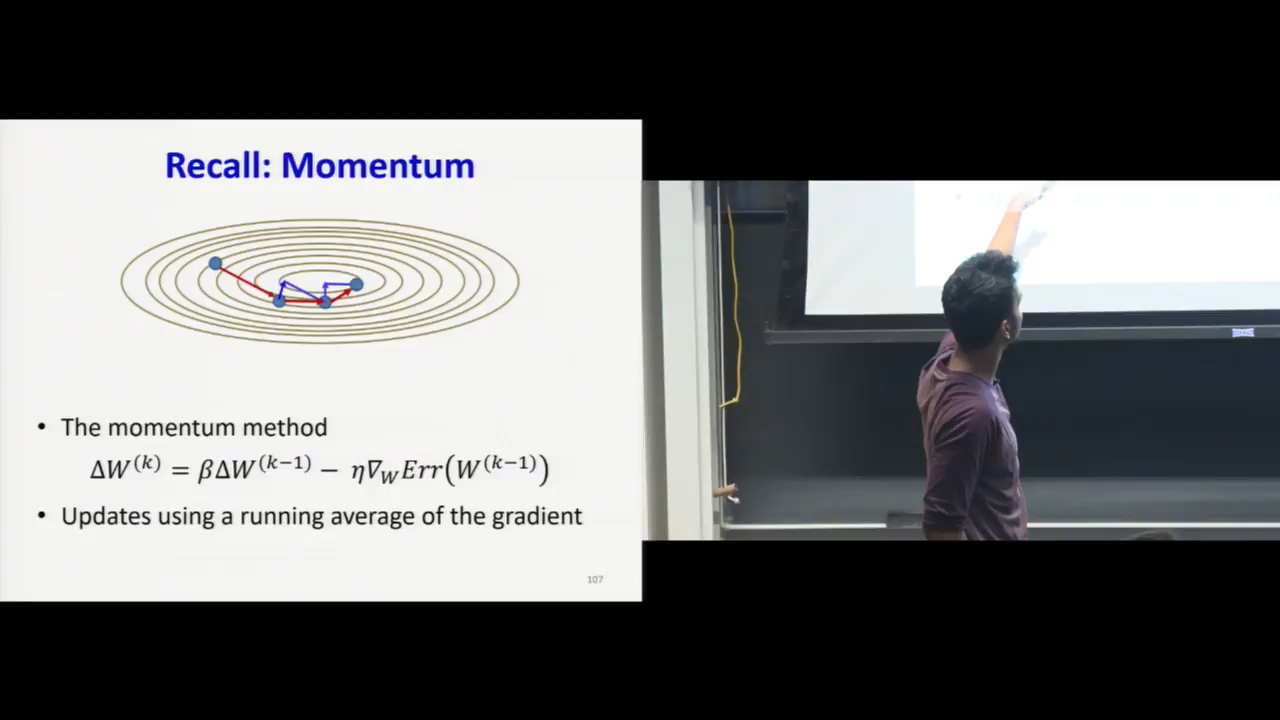 Recall: Momentum
• The momentum method
ΔW^(k) = βΔW^(k−1) − η∇_W Err(W^(k−1))
• Updates using a running average of the gradient
107